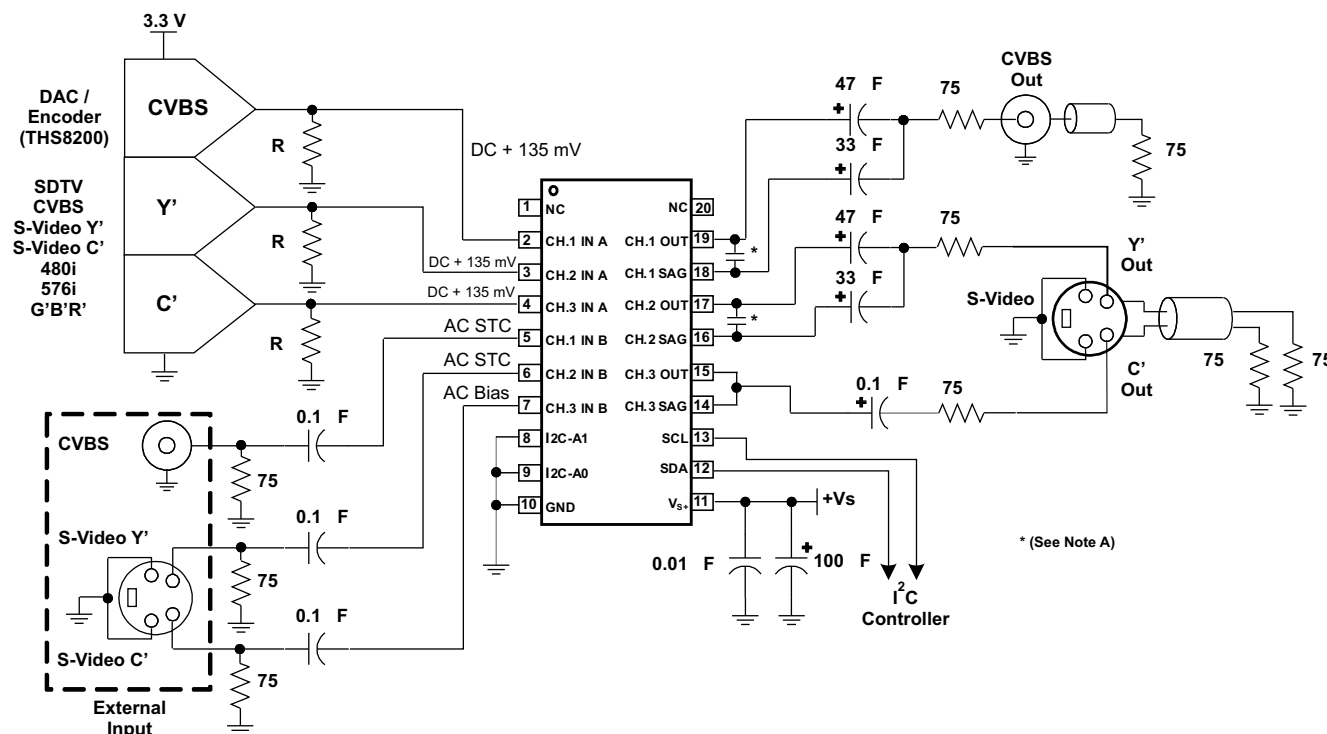 3.3 V
DAC /
Encoder
(THS8200)
SDTV
CVBS
S-Video Y’
S-Video C’
480i
576i
G’B’R’
CVBS
Y’
C’
R
R
R
DC + 135 mV
DC + 135 mV
DC + 135 mV
AC STC
AC STC
AC Bias
External
Input
CVBS
S-Video Y’
S-Video C’
75
75
75
0.1 F
0.1 F
0.1 F
1 NC
2 CH.1 IN A
3 CH.2 IN A
4 CH.3 IN A
5 CH.1 IN B
6 CH.2 IN B
7 CH.3 IN B
8 I2C-A1
9 I2C-A0
10 GND
NC 20
CH.1 OUT 19
CH.1 SAG 18
CH.2 OUT 17
CH.2 SAG 16
CH.3 OUT 15
CH.3 SAG 14
SCL 13
SDA 12
VS+ 11
*
*
+
47 F
+
33 F
75
CVBS
Out
75
+
47 F
+
33 F
75
Y’
Out
S-Video
C’
Out
75
75
+
0.1 F
75
+Vs
0.01 F
+
100 F
I2C
Controller
* (See Note A)